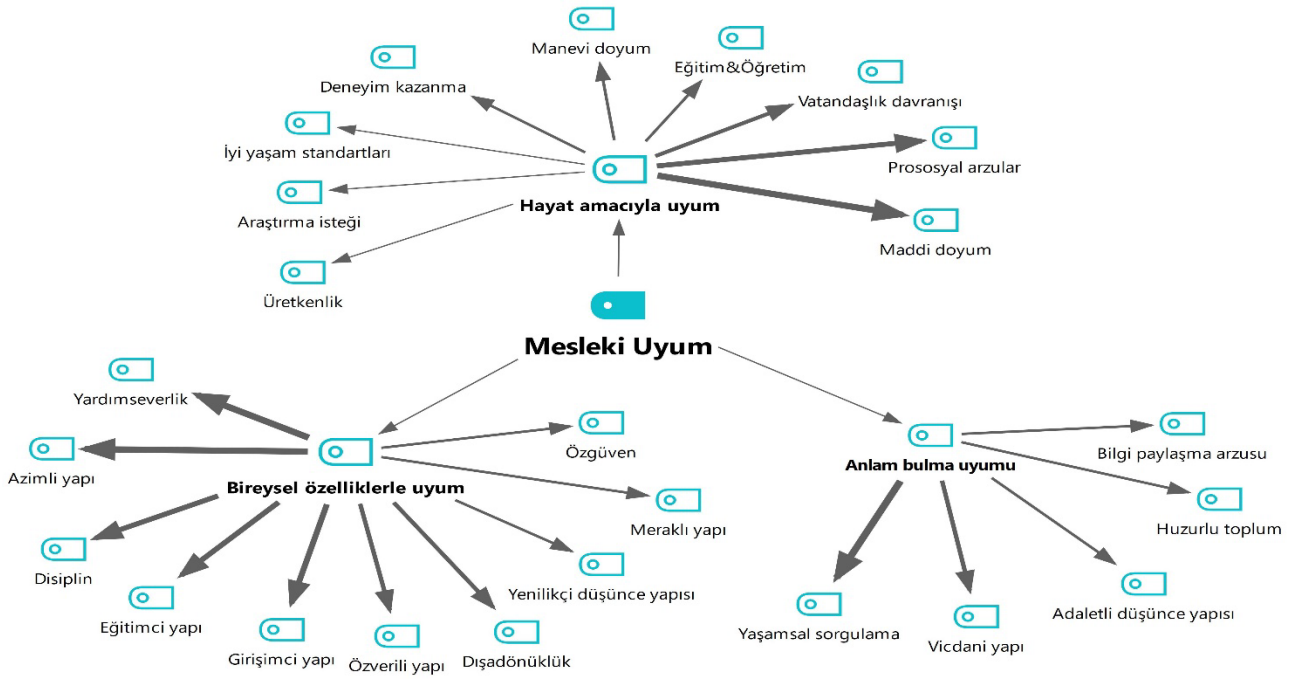 Manevi doyum
Eğitim&Öğretim
Deneyim kazanma
Vatandaşlık davranışı
İyi yaşam standartları
Prososyal arzular
Araştırma isteği
Hayat amacıyla uyum
Maddi doyum
Üretkenlik
Mesleki Uyum
Yardımseverlik
Azimli yapı
Özgüven
Bireysel özelliklerle uyum
Meraklı yapı
Disiplin
Yenilikçi düşünce yapısı
Eğitimci yapı
Girişimci yapı
Özverili yapı
Dışadönüklük
Anlam bulma uyumu
Bilgi paylaşma arzusu
Huzurlu toplum
Adaletli düşünce yapısı
Yaşamsal sorgulama
Vicdani yapı